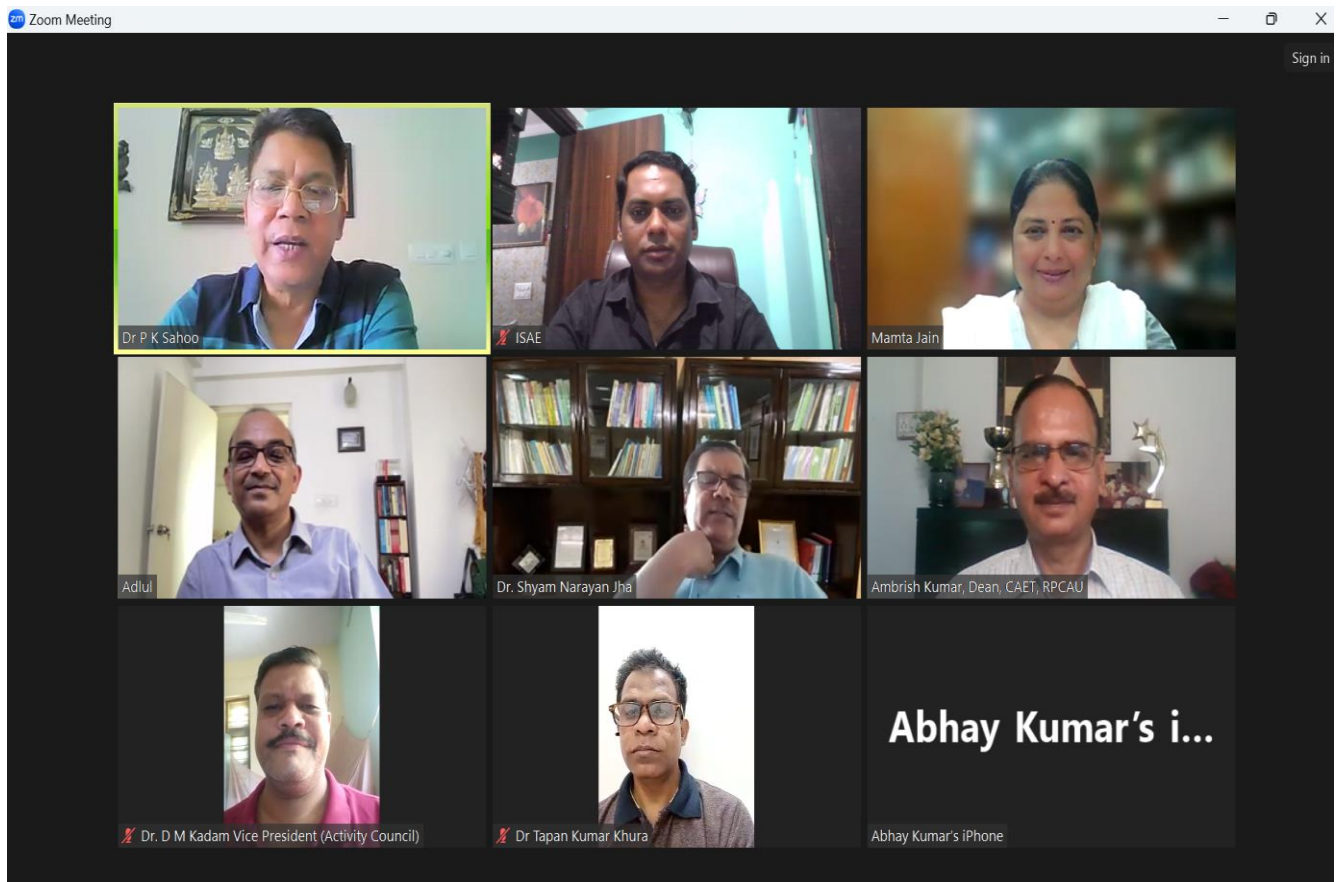 zm Zoom Meeting
Sign in
Dr P K Sahoo
ISAE
Mamta Jain
Adlul
Dr. Shyam Narayan Jha
Ambrish Kumar, Dean, CAET, RPCAU
Abhay Kumar's i...
Dr. D M Kadam Vice President (Activity Council)
Dr Tapan Kumar Khura
Abhay Kumar's iPhone